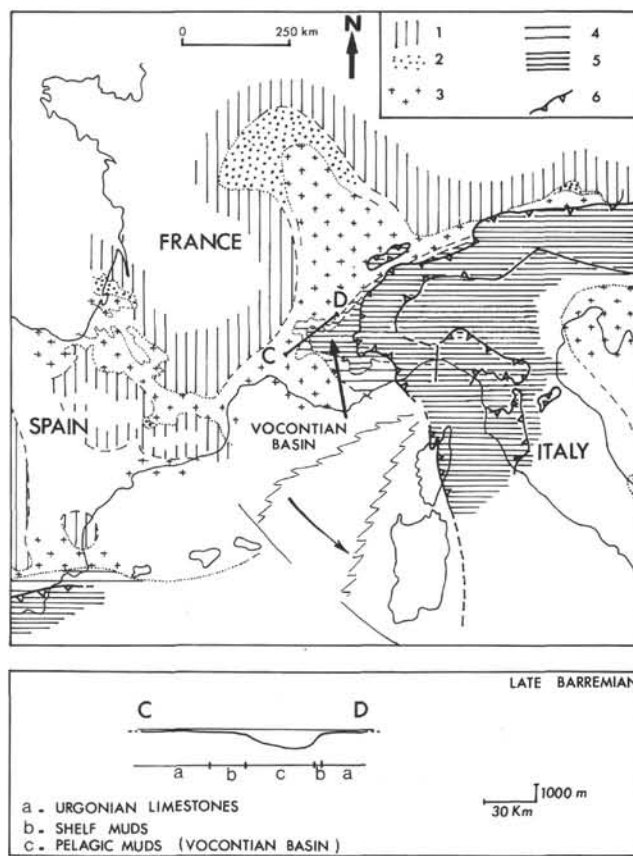 0 250 km
N
1 4
2 5
3 6
FRANCE
D
C
SPAIN
VOCONTIAN
BASIN
ITALY
LATE BARREMIAN
C D
a b c b a
a - URGONIAN LIMESTONES
b - SHELF MUDS
c - PELAGIC MUDS (VOCONTIAN BASIN)
1000 m
30 Km